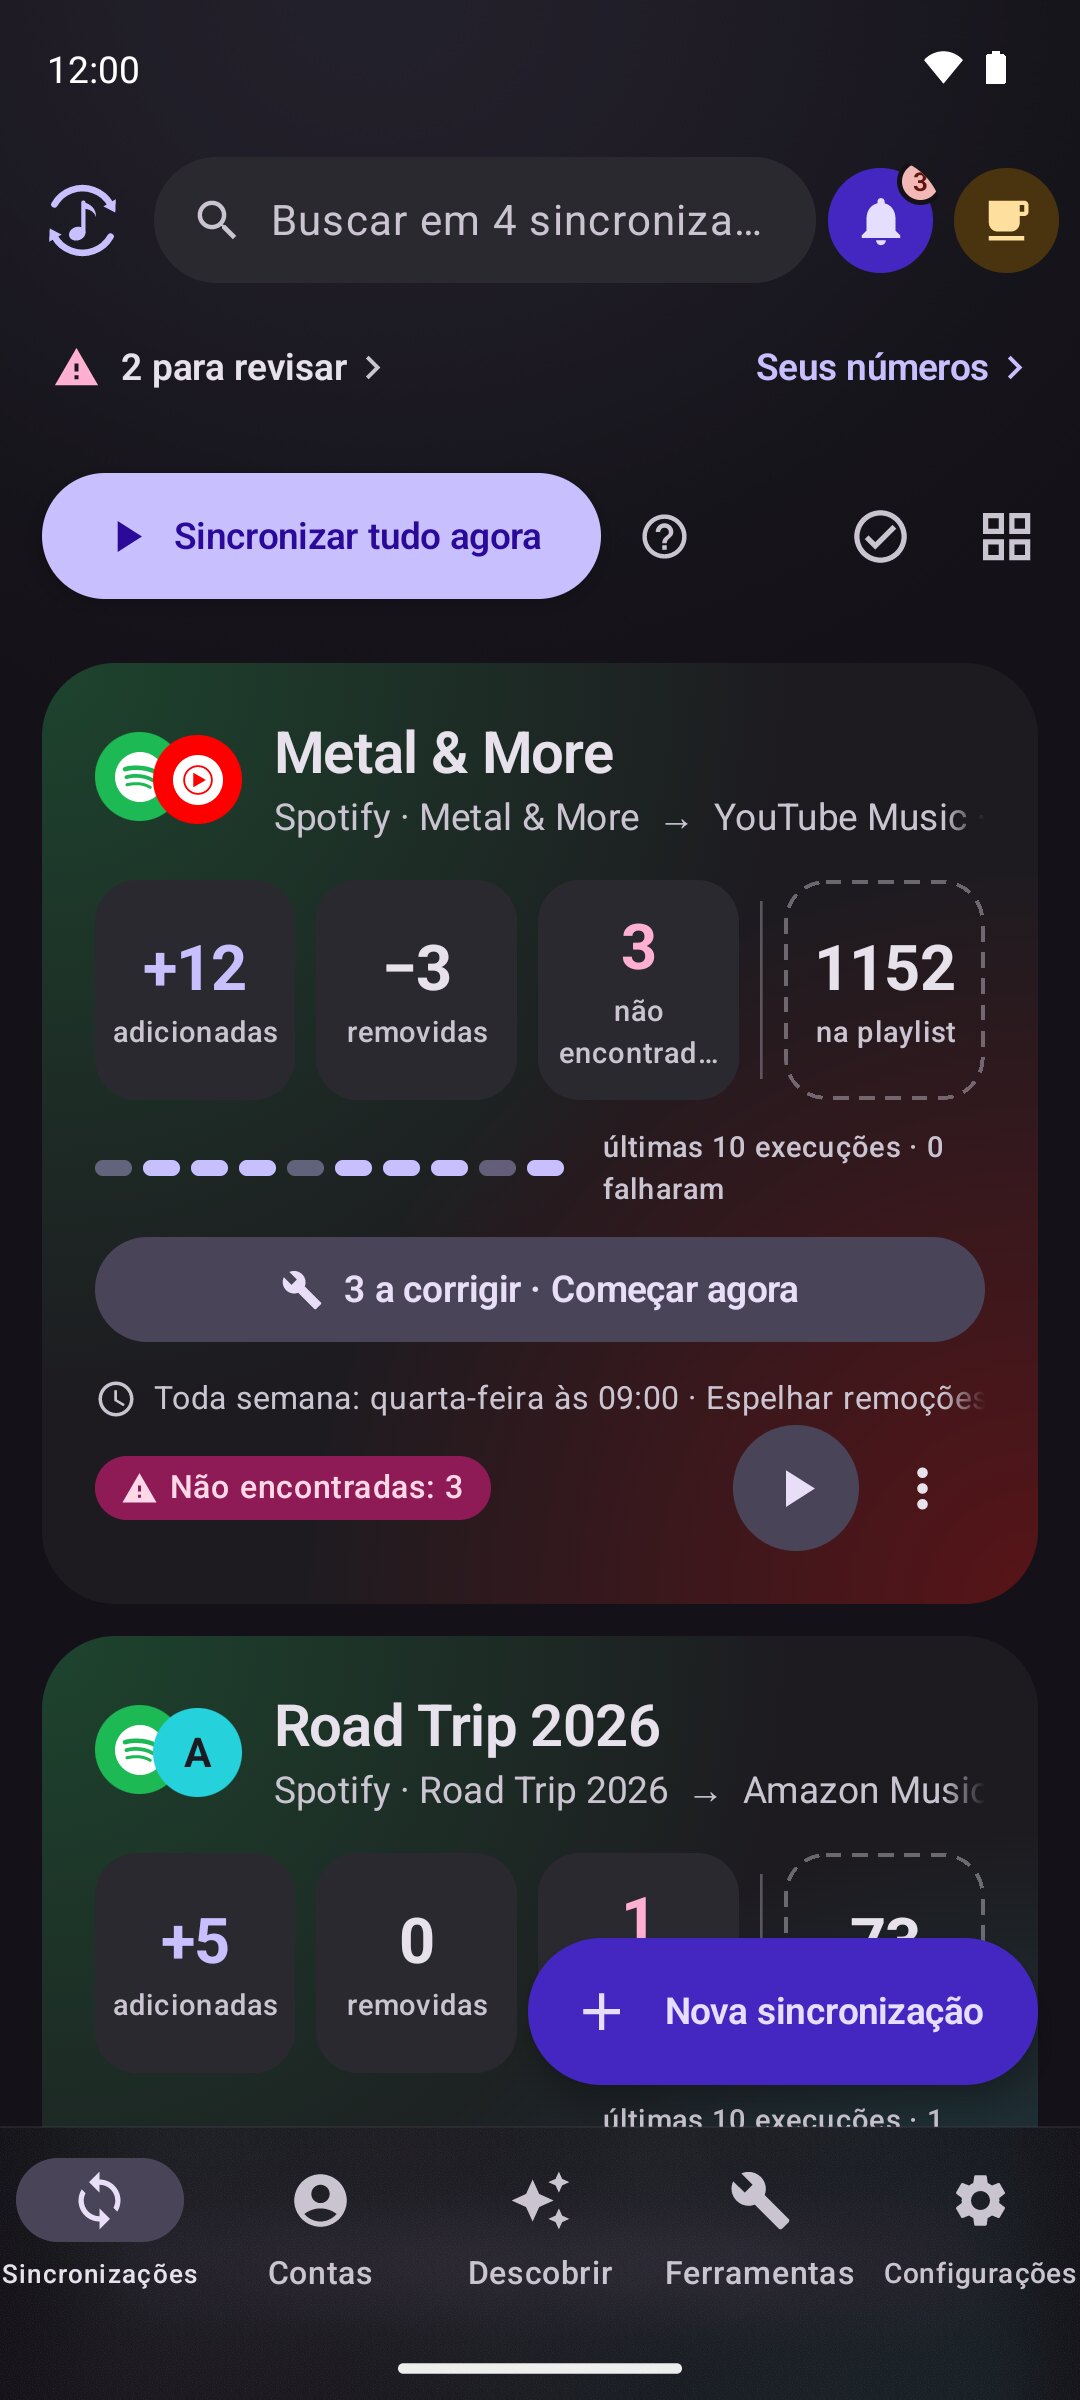 12:00
Buscar em 4 sincroniza…
3
2 para revisar
Seus números
Sincronizar tudo agora
Metal & More
Spotify · Metal & More → YouTube Music
+12
adicionadas
−3
removidas
3
não
encontrad…
1152
na playlist
últimas 10 execuções · 0
falharam
3 a corrigir · Começar agora
Toda semana: quarta-feira às 09:00 · Espelhar remoções
Não encontradas: 3
Road Trip 2026
A
Spotify · Road Trip 2026 → Amazon Music
+5
adicionadas
0
removidas
1
73
Nova sincronização
últimas 10 execuções · 1
Sincronizações
Contas
Descobrir
Ferramentas
Configurações